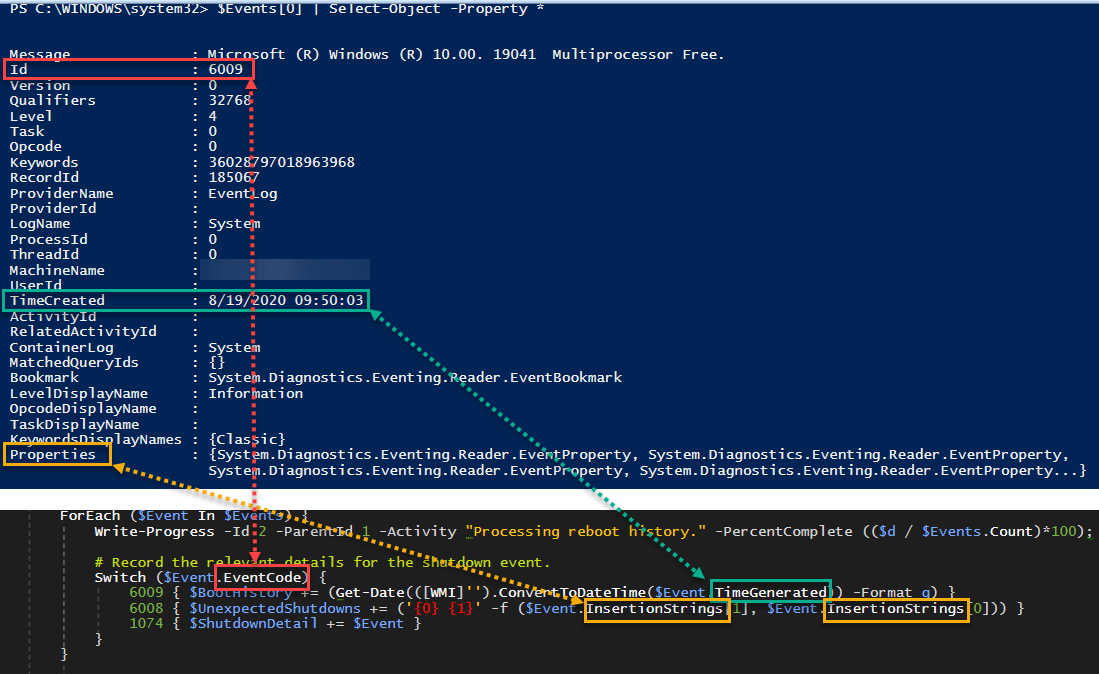 PS C:\WINDOWS\system32> $Events[0] | Select-Object -Property *
Message : Microsoft (R) Windows (R) 10.00. 19041  Multiprocessor Free.
Id : 6009
Version : 0
Qualifiers : 32768
Level : 4
Task : 0
Opcode : 0
Keywords : 36028797018963968
RecordId : 185067
ProviderName : EventLog
ProviderId :
LogName : System
ProcessId : 0
ThreadId : 0
MachineName :
UserId :
TimeCreated : 8/19/2020 09:50:03
ActivityId :
RelatedActivityId :
ContainerLog : System
MatchedQueryIds : {}
Bookmark : System.Diagnostics.Eventing.Reader.EventBookmark
LevelDisplayName : Information
OpcodeDisplayName :
TaskDisplayName :
KeywordsDisplayNames : {Classic}
Properties : {System.Diagnostics.Eventing.Reader.EventProperty, System.Diagnostics.Eventing.Reader.EventProperty,
System.Diagnostics.Eventing.Reader.EventProperty, System.Diagnostics.Eventing.Reader.EventProperty...}
ForEach ($Event In $Events) {
Write-Progress -Id 2 -ParentId 1 -Activity "Processing reboot history." -PercentComplete (($d / $Events.Count)*100);
# Record the relevant details for the shutdown event.
Switch ($Event.EventCode) {
6009 { $BootHistory += (Get-Date(([WMI]'').ConvertToDateTime($Event.TimeGenerated)) -Format g) }
6008 { $UnexpectedShutdowns += ('{0} {1}' -f ($Event.InsertionStrings[1], $Event.InsertionStrings[0])) }
1074 { $ShutdownDetail += $Event }
}
}